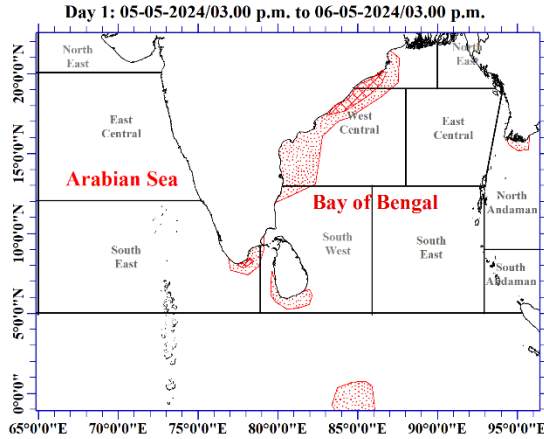 Day 1: 05-05-2024/03.00 p.m. to 06-05-2024/03.00 p.m.
North
East
North
East
20°0'0"N
East
Central
West
Central
East
Central
15°0'0"N
Arabian Sea
Bay of Bengal
North
Andaman
10°0'0"N
South
East
South
West
South
East
South
Andaman
5°0'0"N
0°0'0"
65°0'0"E 70°0'0"E 75°0'0"E 80°0'0"E 85°0'0"E 90°0'0"E 95°0'0"E